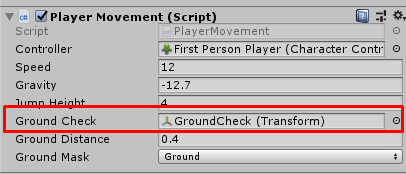 Player Movement (Script)
Script PlayerMovement
Controller First Person Player (Character Contr
Speed 12
Gravity -12.7
Jump Height 4
Ground Check GroundCheck (Transform)
Ground Distance 0.4
Ground Mask Ground